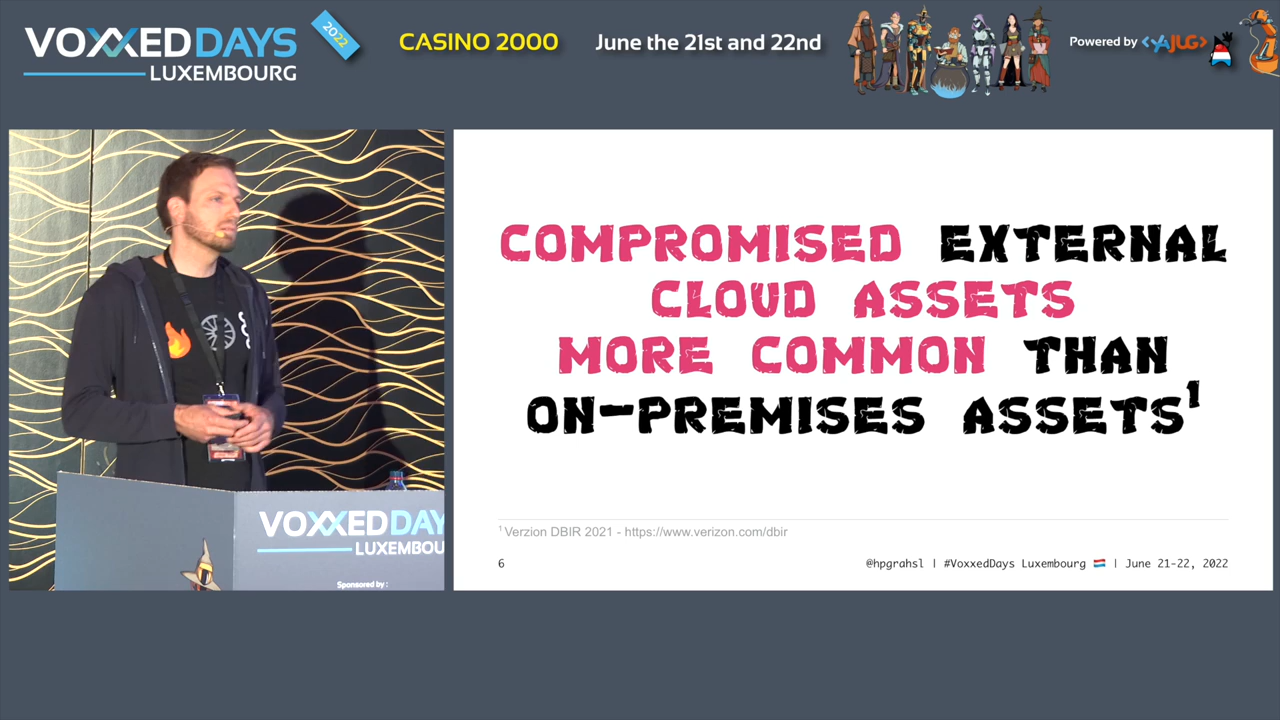 VOXXED DAYS
LUXEMBOURG
2022
CASINO 2000
June the 21st and 22nd
Powered by <YAJUG>
COMPROMISED EXTERNAL
CLOUD ASSETS
MORE COMMON THAN
ON-PREMISES ASSETS¹
¹ Verzion DBIR 2021 - https://www.verizon.com/dbir
6
@hpgrahsl | #VoxxedDays Luxembourg 🇱🇺 | June 21-22, 2022
VOXXED DAY
LUXEMBOU
Sponsored by :